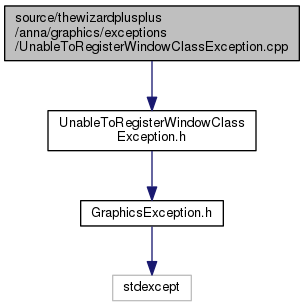 source/thewizardplusplus
/anna/graphics/exceptions
/UnableToRegisterWindowClassException.cpp
UnableToRegisterWindowClass
Exception.h
GraphicsException.h
stdexcept